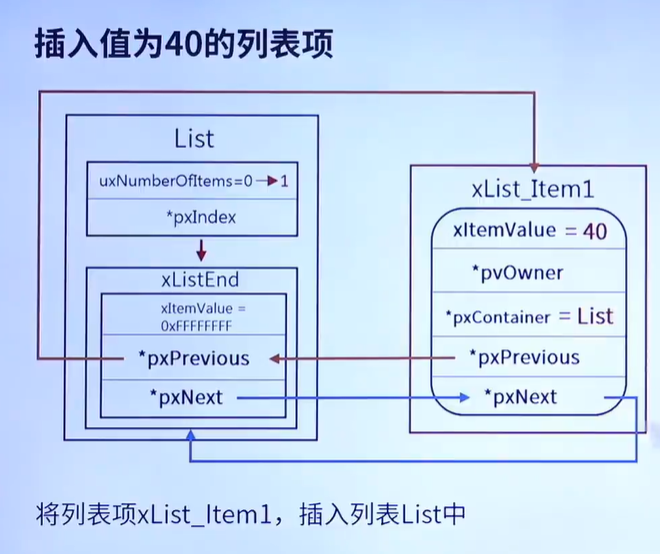 插入值为40的列表项
List
uxNumberOfItems=0→1
*pxIndex
xListEnd
xItemValue =
0xFFFFFFFF
*pxPrevious
*pxNext
xList_Item1
xItemValue = 40
*pvOwner
*pxContainer = List
*pxPrevious
*pxNext
将列表项xList_Item1，插入列表List中